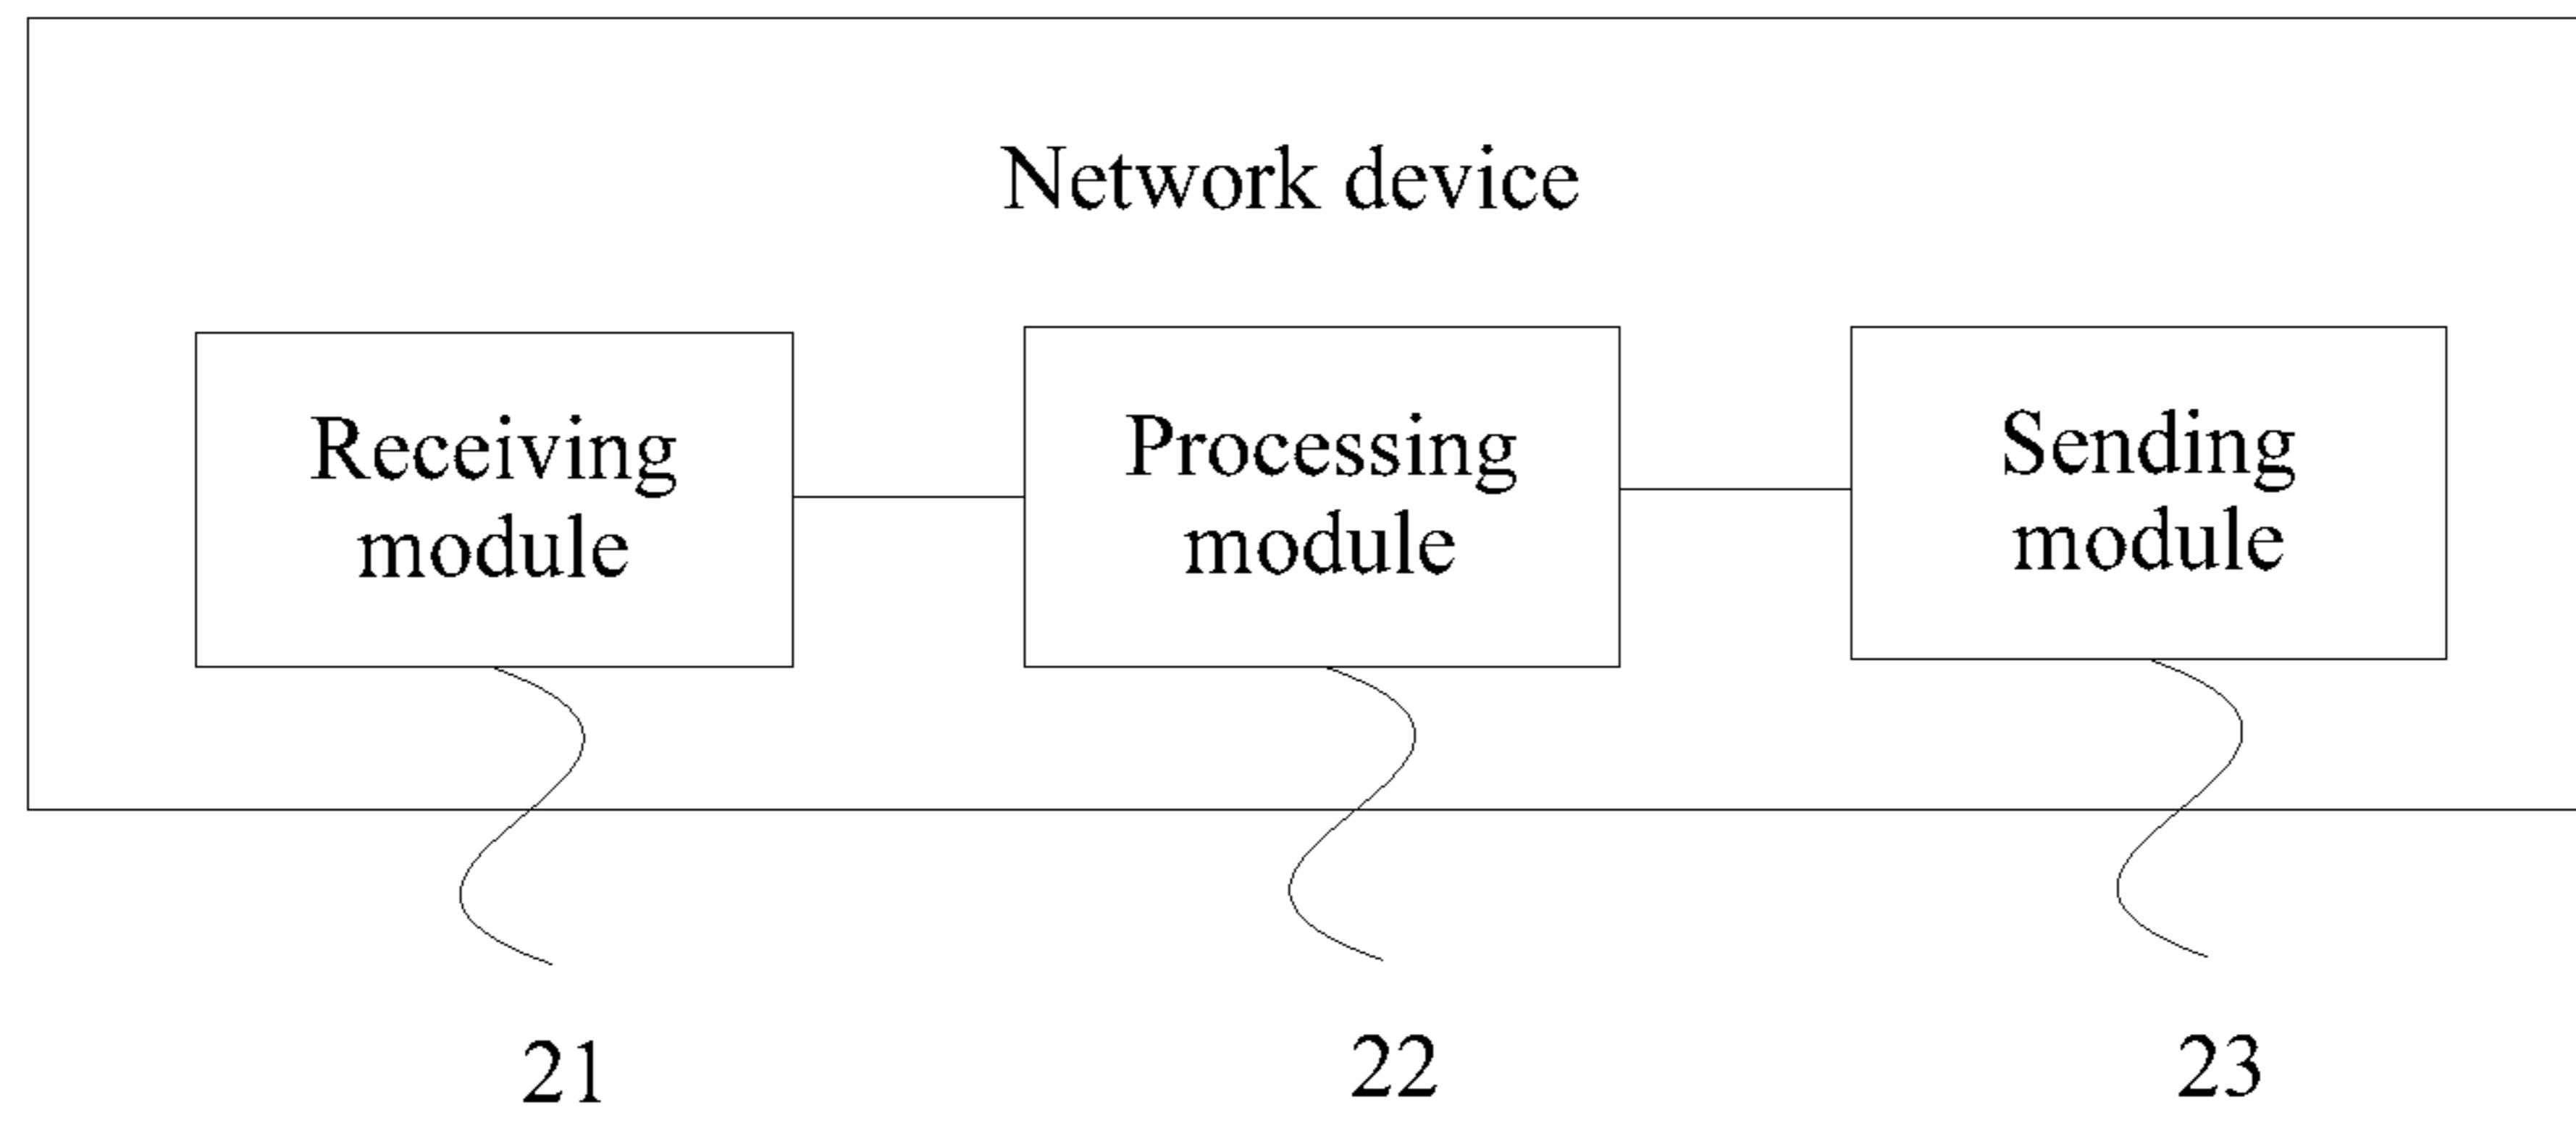 Network device
Receiving
module
Processing
module
Sending
module
21
22
23